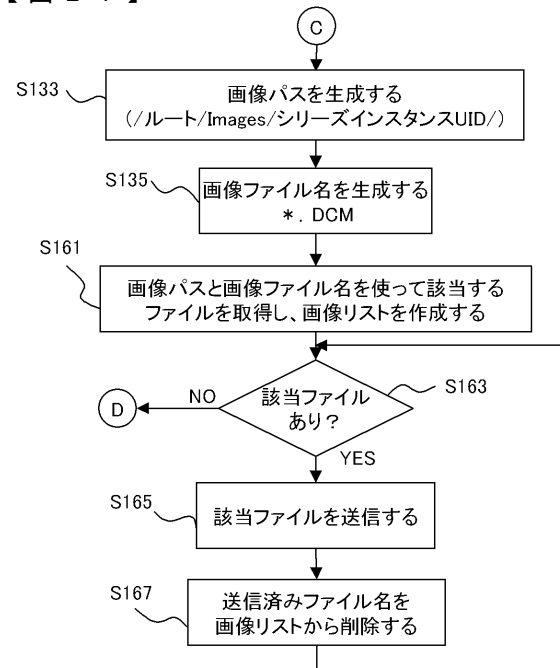 C
S133
画像パスを生成する
(/ルート/Images/シリーズインスタンスUID/)
S135
画像ファイル名を生成する
*. DCM
S161
画像パスと画像ファイル名を使って該当する
ファイルを取得し、画像リストを作成する
S163
該当ファイル
あり?
NO
D
YES
S165
該当ファイルを送信する
S167
送信済みファイル名を
画像リストから削除する